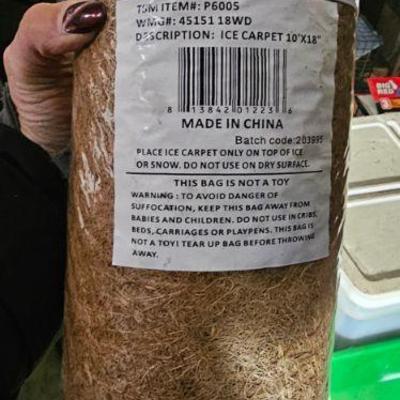 TSM ITEM#: P6005
WMG#: 45151 18WD
DESCRIPTION: ICE CARPET 10'X18"
8 13842 01223 6
MADE IN CHINA
Batch code:203995
PLACE ICE CARPET ONLY ON TOP OF ICE
OR SNOW. DO NOT USE ON DRY SURFACE.
THIS BAG IS NOT A TOY
WARNING: TO AVOID DANGER OF
SUFFOCATION, KEEP THIS BAG AWAY FROM
BABIES AND CHILDREN. DO NOT USE IN CRIBS,
BEDS, CARRIAGES OR PLAYPENS. THIS BAG IS
NOT A TOY! TEAR UP BAG BEFORE THROWING
AWAY.
BIG
RED